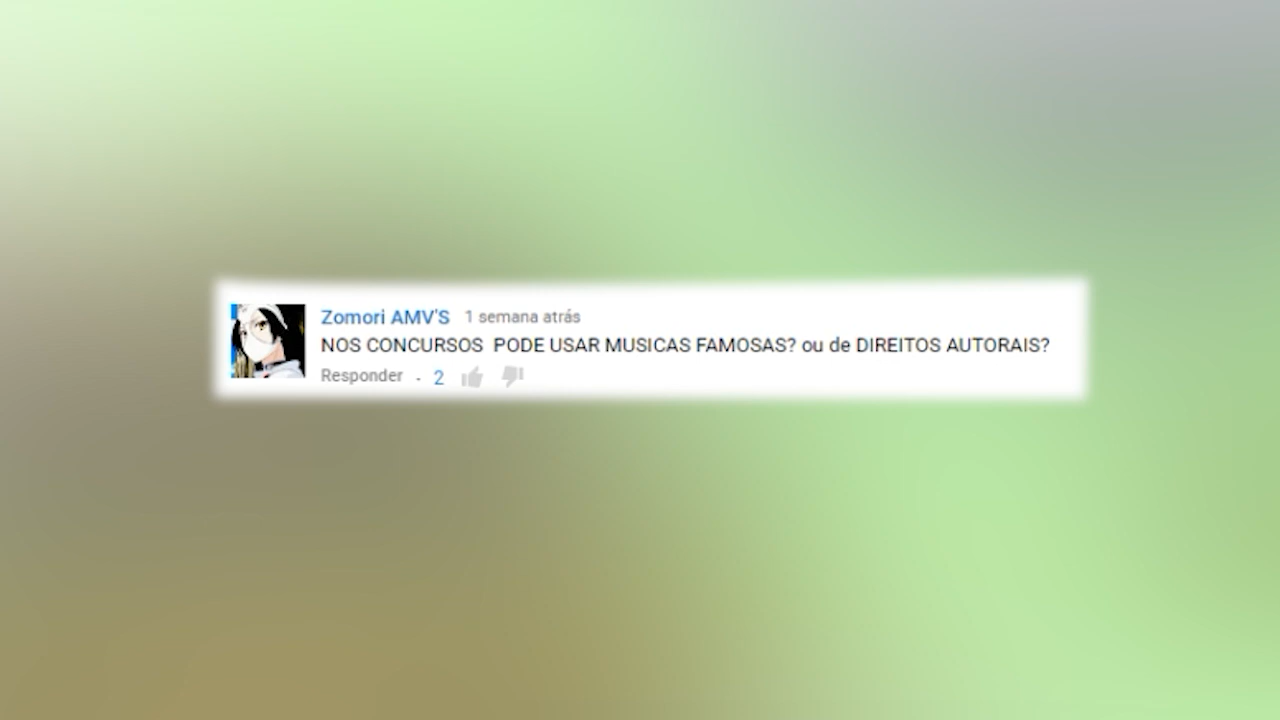 Zomori AMV'S 1 semana atrás
NOS CONCURSOS  PODE USAR MUSICAS FAMOSAS? ou de DIREITOS AUTORAIS?
Responder . 2